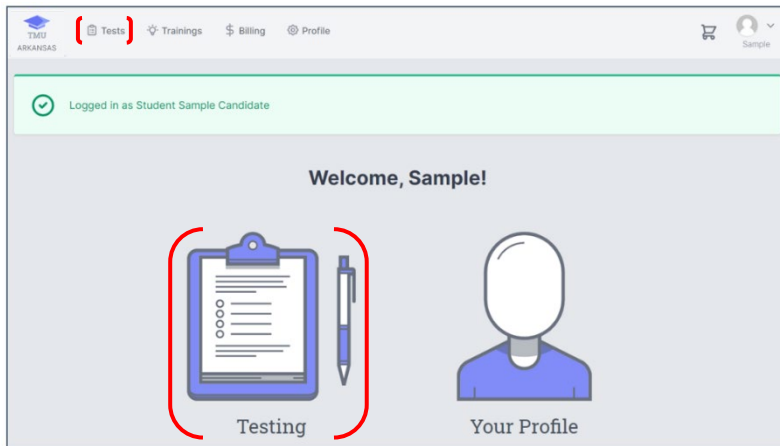 TMU
ARKANSAS
Tests
Trainings
Billing
Profile
Sample
Logged in as Student Sample Candidate
Welcome, Sample!
Testing
Your Profile